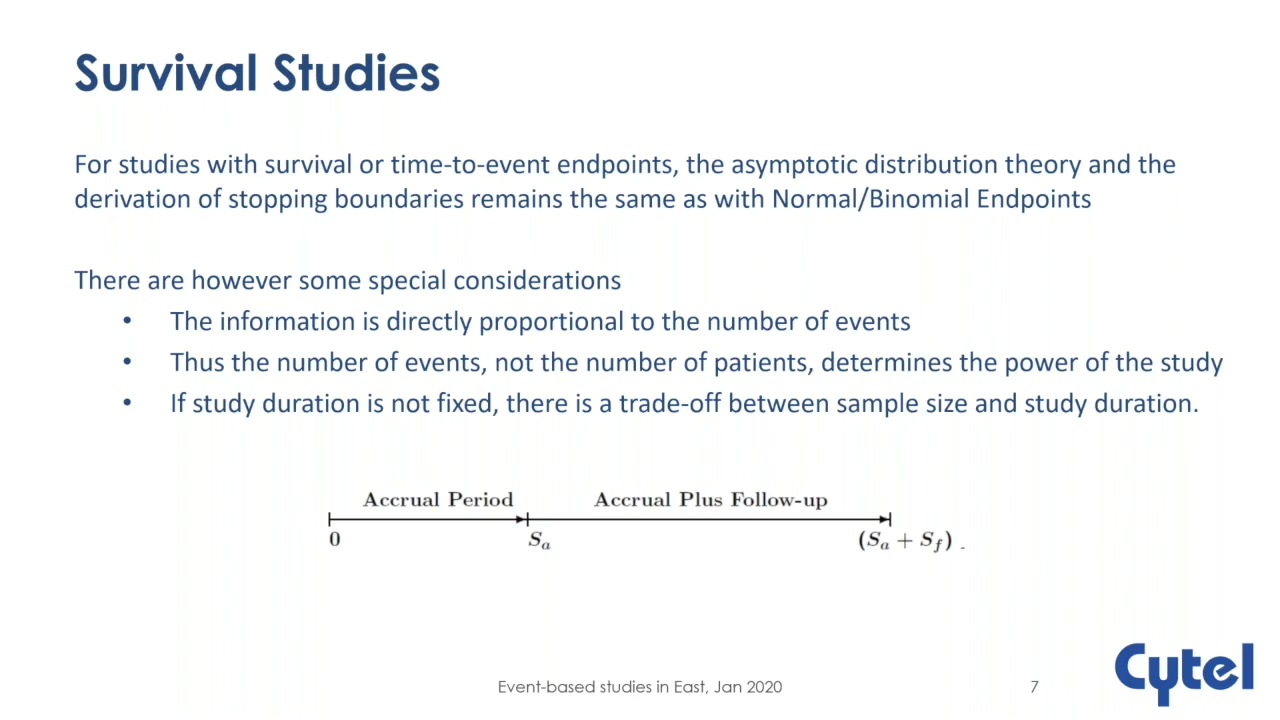 Survival Studies
For studies with survival or time-to-event endpoints, the asymptotic distribution theory and the
derivation of stopping boundaries remains the same as with Normal/Binomial Endpoints
There are however some special considerations
• The information is directly proportional to the number of events
• Thus the number of events, not the number of patients, determines the power of the study
• If study duration is not fixed, there is a trade-off between sample size and study duration.
Accrual Period Accrual Plus Follow-up
0 Sₐ (Sₐ + S_f) .
Event-based studies in East, Jan 2020 7
Cytel